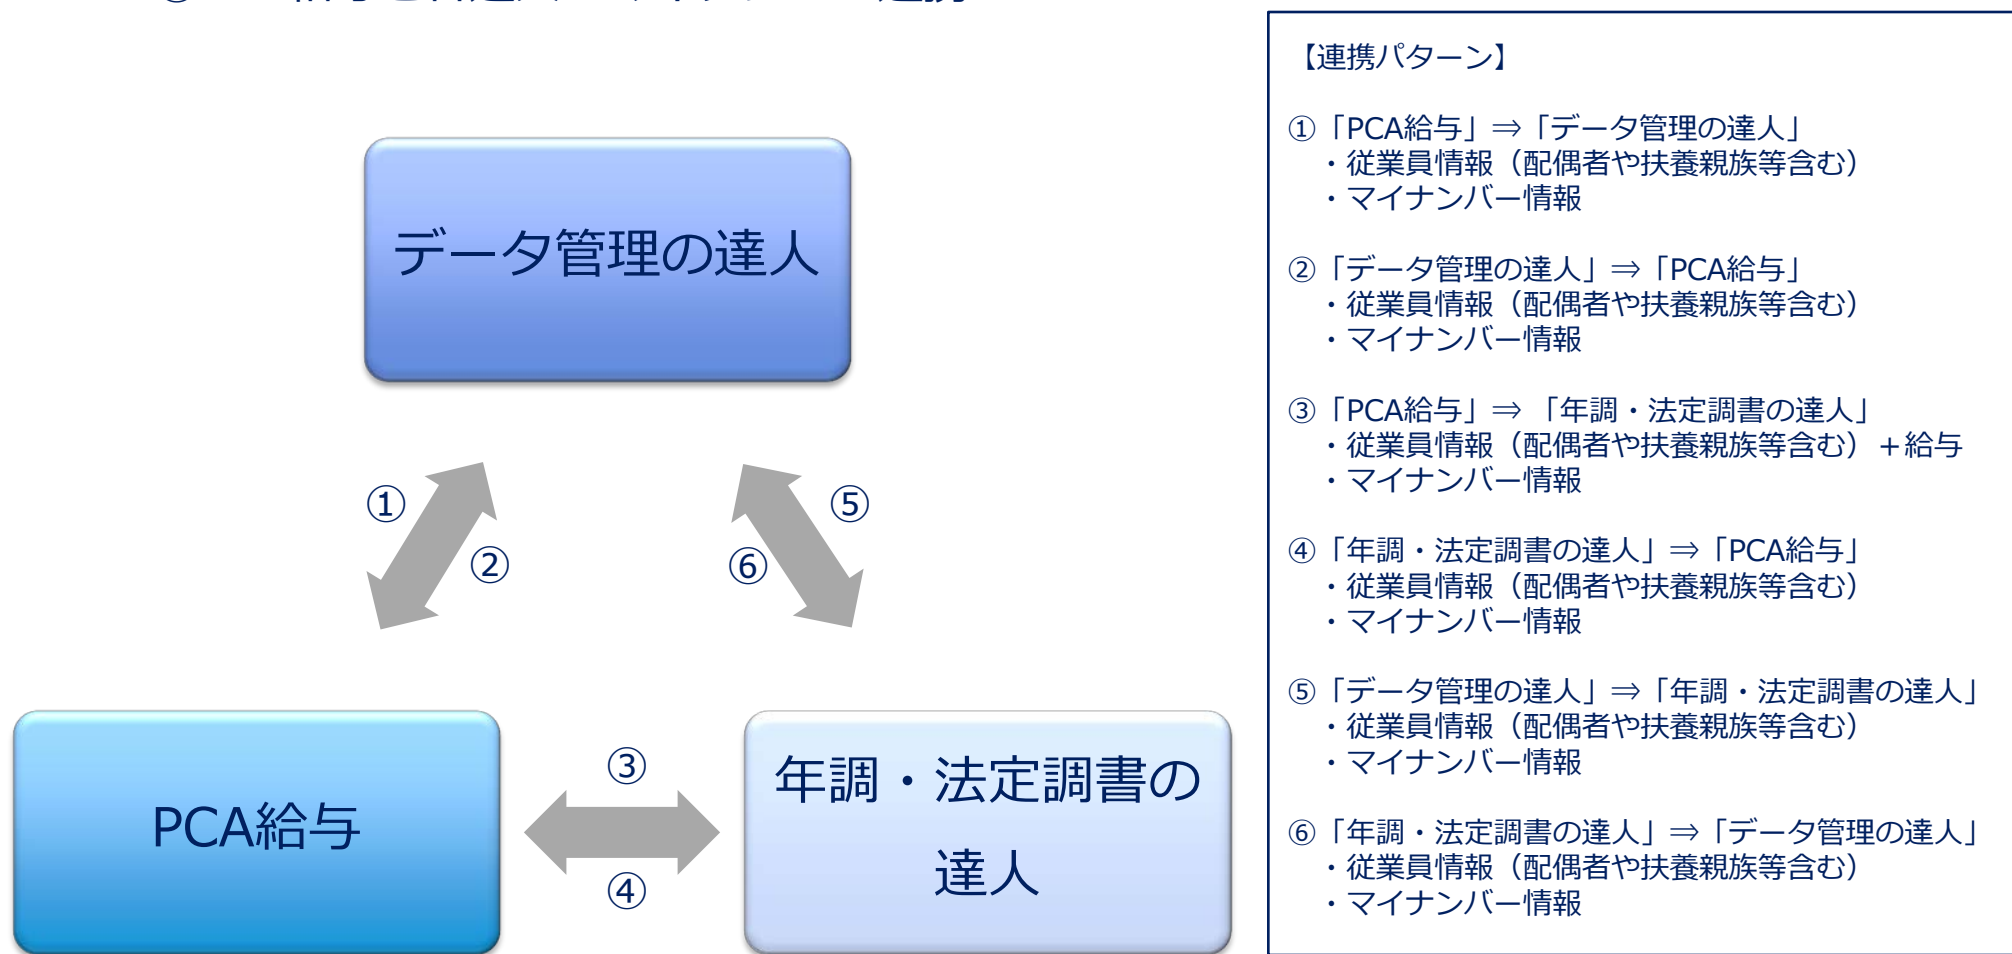 データ管理の達人
①
②
⑤
⑥
PCA給与
③
④
年調・法定調書の
達人
【連携パターン】
①「PCA給与」⇒「データ管理の達人」
・従業員情報（配偶者や扶養親族等含む）
・マイナンバー情報
②「データ管理の達人」⇒「PCA給与」
・従業員情報（配偶者や扶養親族等含む）
・マイナンバー情報
③「PCA給与」⇒ 「年調・法定調書の達人」
・従業員情報（配偶者や扶養親族等含む）＋給与
・マイナンバー情報
④「年調・法定調書の達人」⇒「PCA給与」
・従業員情報（配偶者や扶養親族等含む）
・マイナンバー情報
⑤「データ管理の達人」⇒「年調・法定調書の達人」
・従業員情報（配偶者や扶養親族等含む）
・マイナンバー情報
⑥「年調・法定調書の達人」⇒「データ管理の達人」
・従業員情報（配偶者や扶養親族等含む）
・マイナンバー情報